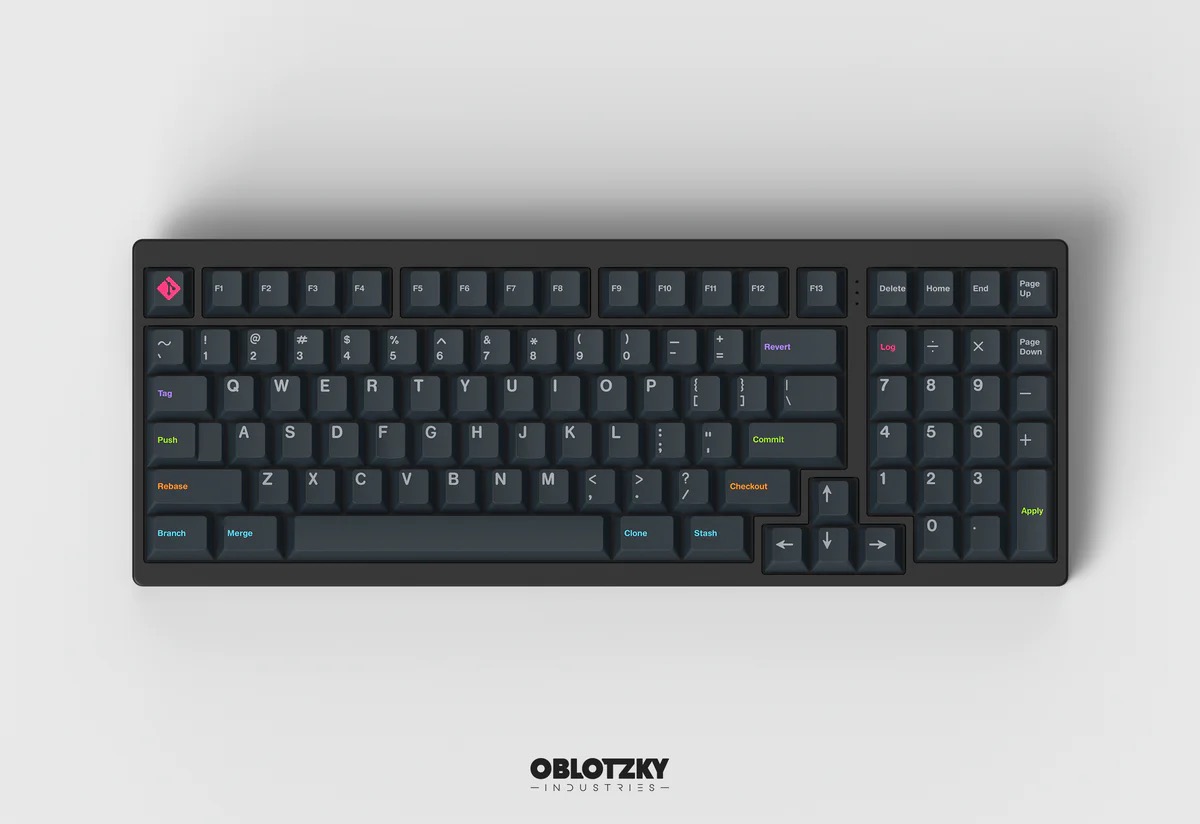 F1 F2 F3 F4 F5 F6 F7 F8 F9 F10 F11 F12 F13 Delete Home End Page Up
~ ` ! 1 @ 2 # 3 $ 4 % 5 ^ 6 & 7 * 8 ( 9 ) 0 — - + = Revert Log ÷ × Page Down
Tag Q W E R T Y U I O P { [ } ] | \ 7 8 9 −
Push A S D F G H J K L : ; " ' Commit 4 5 6 +
Rebase Z X C V B N M < , > . ? / Checkout ↑ 1 2 3 Apply
Branch Merge Clone Stash ← ↓ → 0 .
OBLOTZKY
INDUSTRIES